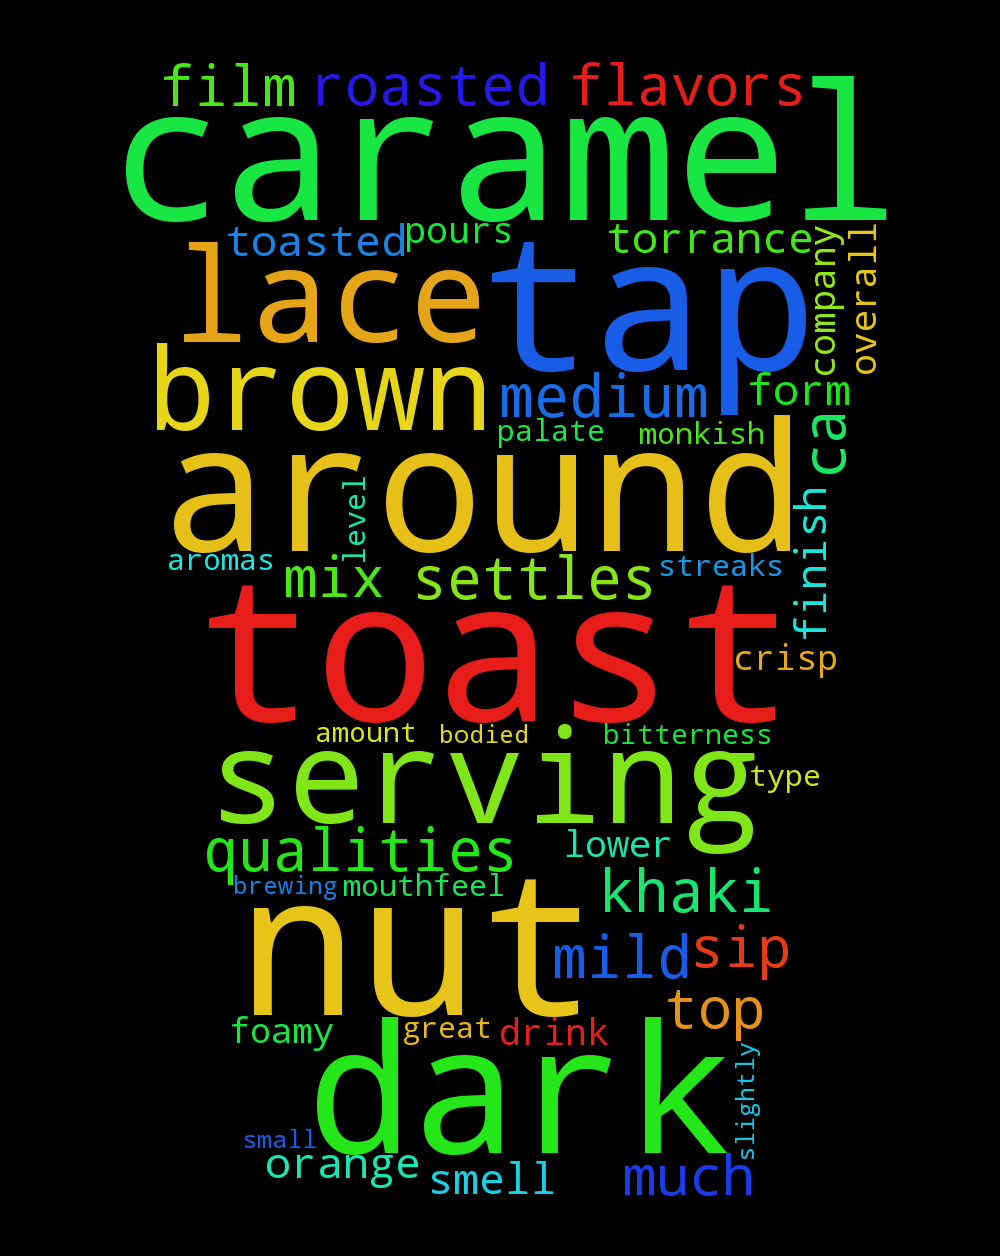 film roasted flavors
caramel
toasted pours torrance
lace tap company overall
brown medium form
palate monkish ca
around
level finish
aromas mix settles streaks
toast
crisp
amount bodied bitterness
serving type
qualities lower
brewing mouthfeel khaki
nut
mild sip
top
foamy great drink
dark slightly
small
orange smell much